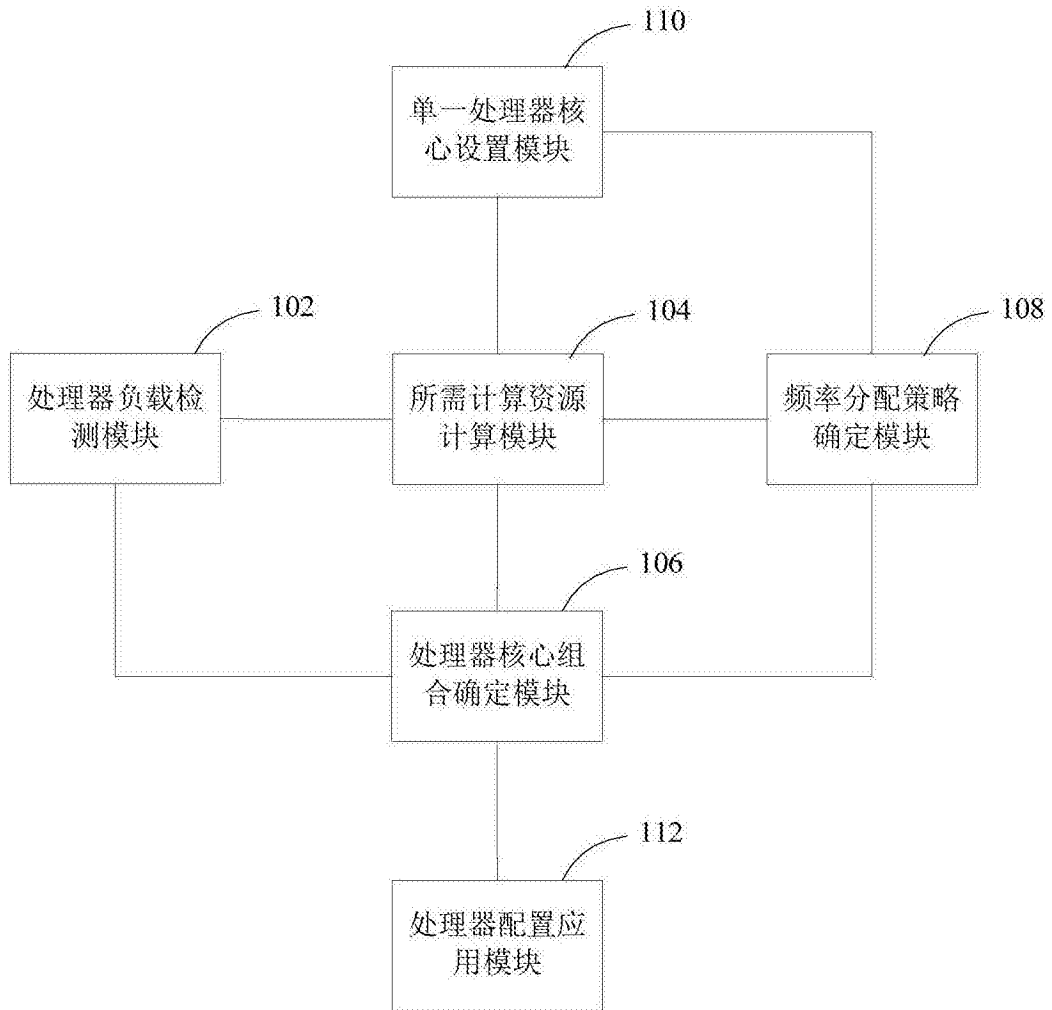 110
单一处理器核
心设置模块
102
104
108
处理器负载检
测模块
所需计算资源
计算模块
频率分配策略
确定模块
106
处理器核心组
合确定模块
112
处理器配置应
用模块